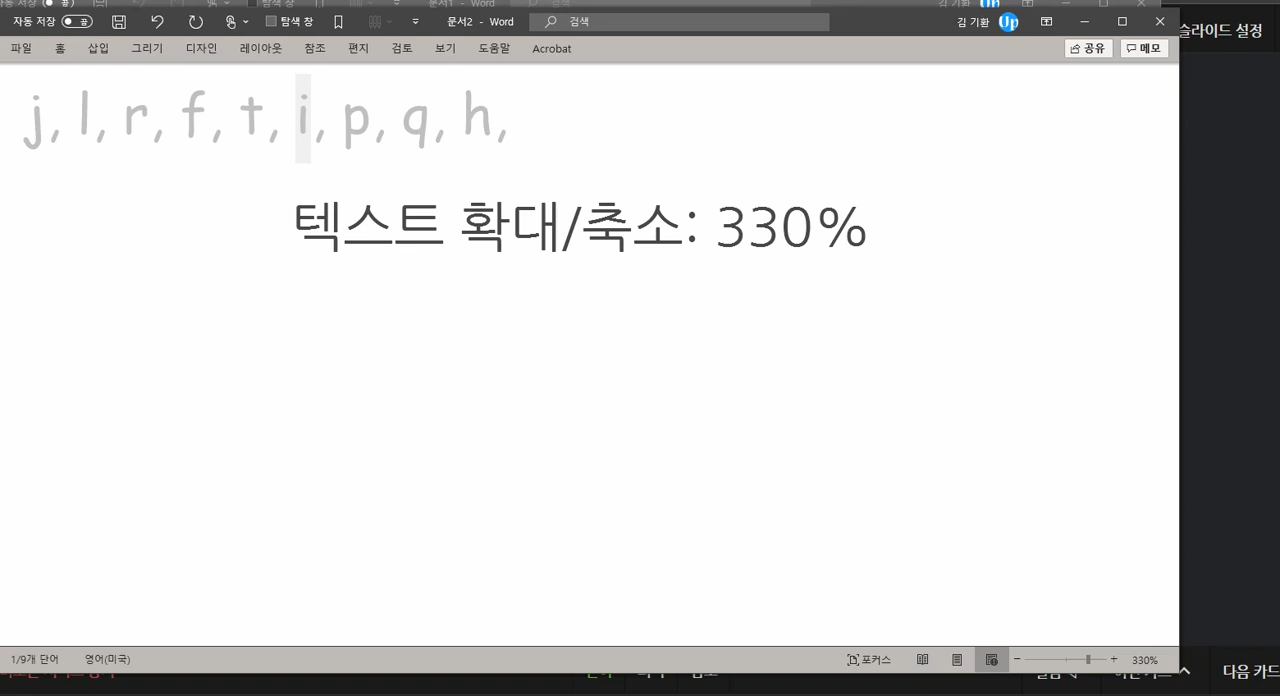 자동 저장 끔 탐색 창 문서2 - Word 검색 김 기환 Up
슬라이드 설정
파일 홈 삽입 그리기 디자인 레이아웃 참조 편지 검토 보기 도움말 Acrobat 공유 메모
j, l, r, f, t, i, p, q, h,
텍스트 확대/축소: 330%
1/9개 단어 영어(미국) 포커스 − + 330%
다음 카드